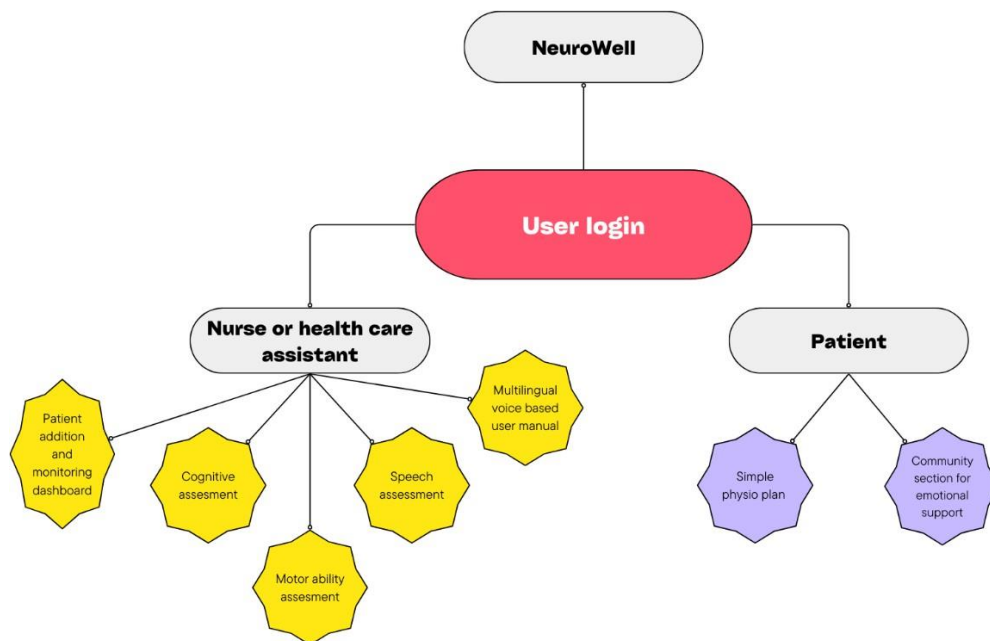 NeuroWell
User login
Nurse or health care
assistant
Patient
Patient
addition
and
monitoring
dashboard
Cognitive
assesment
Motor ability
assesment
Speech
assessment
Multilingual
voice based
user manual
Simple
physio plan
Community
section for
emotional
support